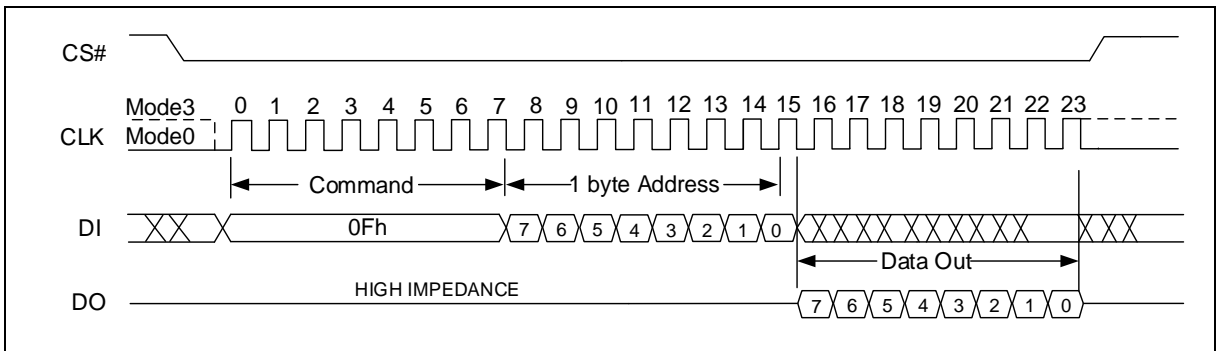 CS#
Mode3 0 1 2 3 4 5 6 7 8 9 10 11 12 13 14 15 16 17 18 19 20 21 22 23
CLK Mode0
Command 1 byte Address
DI 0Fh 7 6 5 4 3 2 1 0
Data Out
DO HIGH IMPEDANCE 7 6 5 4 3 2 1 0